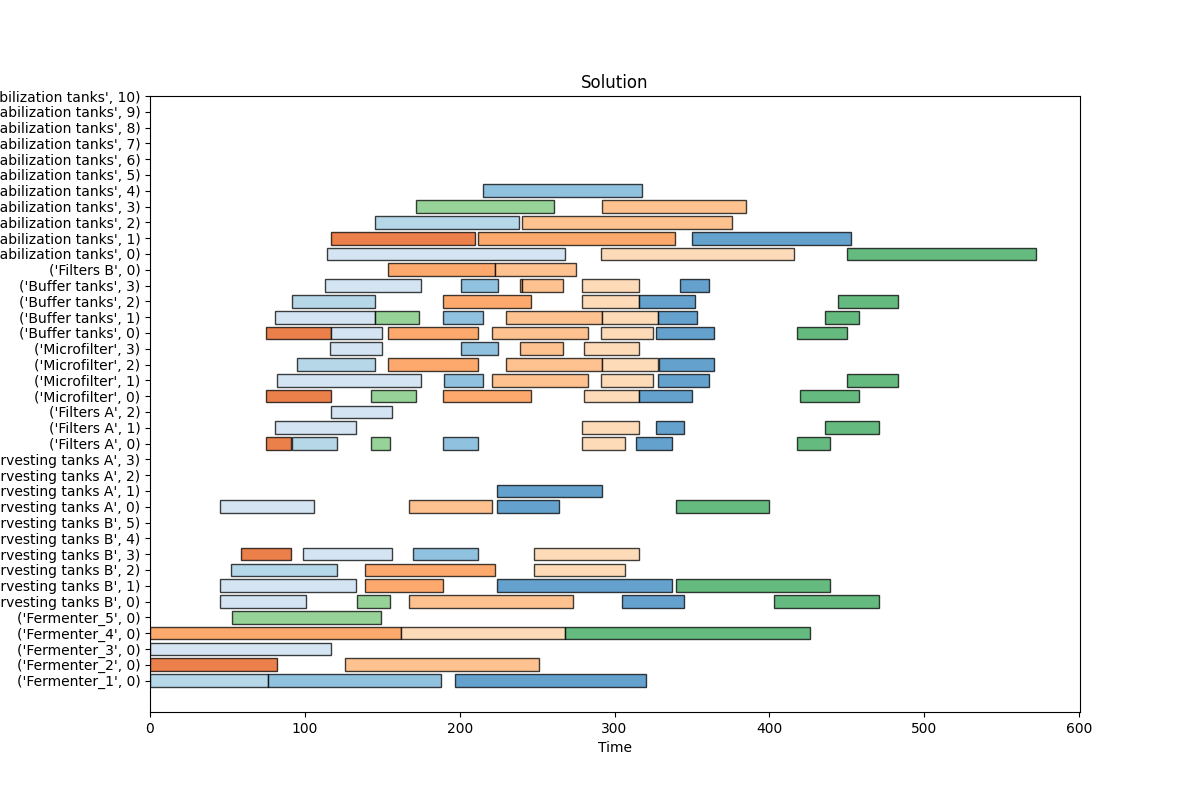 Solution
bilization tanks', 10)
abilization tanks', 9)
abilization tanks', 8)
abilization tanks', 7)
abilization tanks', 6)
abilization tanks', 5)
abilization tanks', 4)
abilization tanks', 3)
abilization tanks', 2)
abilization tanks', 1)
abilization tanks', 0)
('Filters B', 0)
('Buffer tanks', 3)
('Buffer tanks', 2)
('Buffer tanks', 1)
('Buffer tanks', 0)
('Microfilter', 3)
('Microfilter', 2)
('Microfilter', 1)
('Microfilter', 0)
('Filters A', 2)
('Filters A', 1)
('Filters A', 0)
rvesting tanks A', 3)
rvesting tanks A', 2)
rvesting tanks A', 1)
rvesting tanks A', 0)
rvesting tanks B', 5)
rvesting tanks B', 4)
rvesting tanks B', 3)
rvesting tanks B', 2)
rvesting tanks B', 1)
rvesting tanks B', 0)
('Fermenter_5', 0)
('Fermenter_4', 0)
('Fermenter_3', 0)
('Fermenter_2', 0)
('Fermenter_1', 0)
0 100 200 300 400 500 600
Time